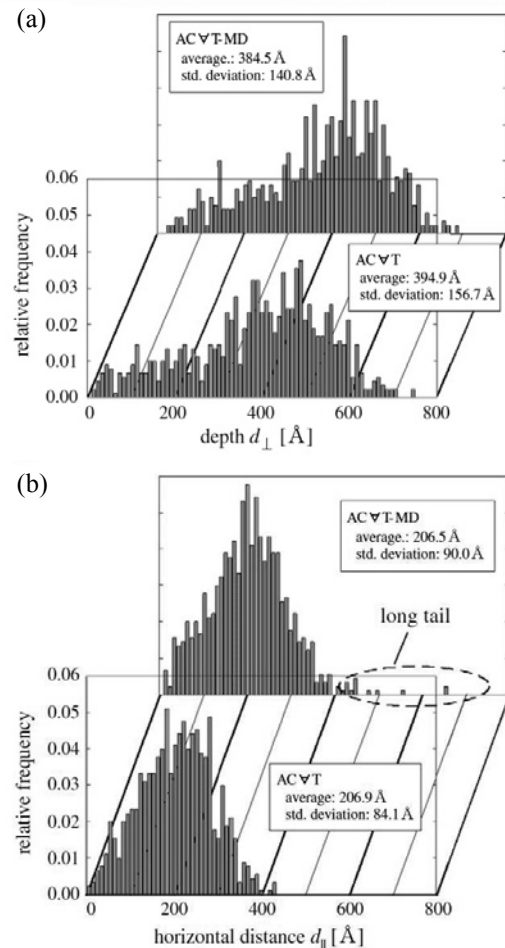 (a)
AC∀T-MD
average.: 384.5 Å
std. deviation: 140.8 Å
AC∀T
average: 394.9 Å
std. deviation: 156.7 Å
relative frequency
0.06
0.05
0.04
0.03
0.02
0.01
0.00
0 200 400 600 800
depth d⊥ [Å]
(b)
AC∀T-MD
average.: 206.5 Å
std. deviation: 90.0 Å
long tail
AC∀T
average: 206.9 Å
std. deviation: 84.1 Å
relative frequency
0.06
0.05
0.04
0.03
0.02
0.01
0.00
0 200 400 600 800
horizontal distance d∥ [Å]